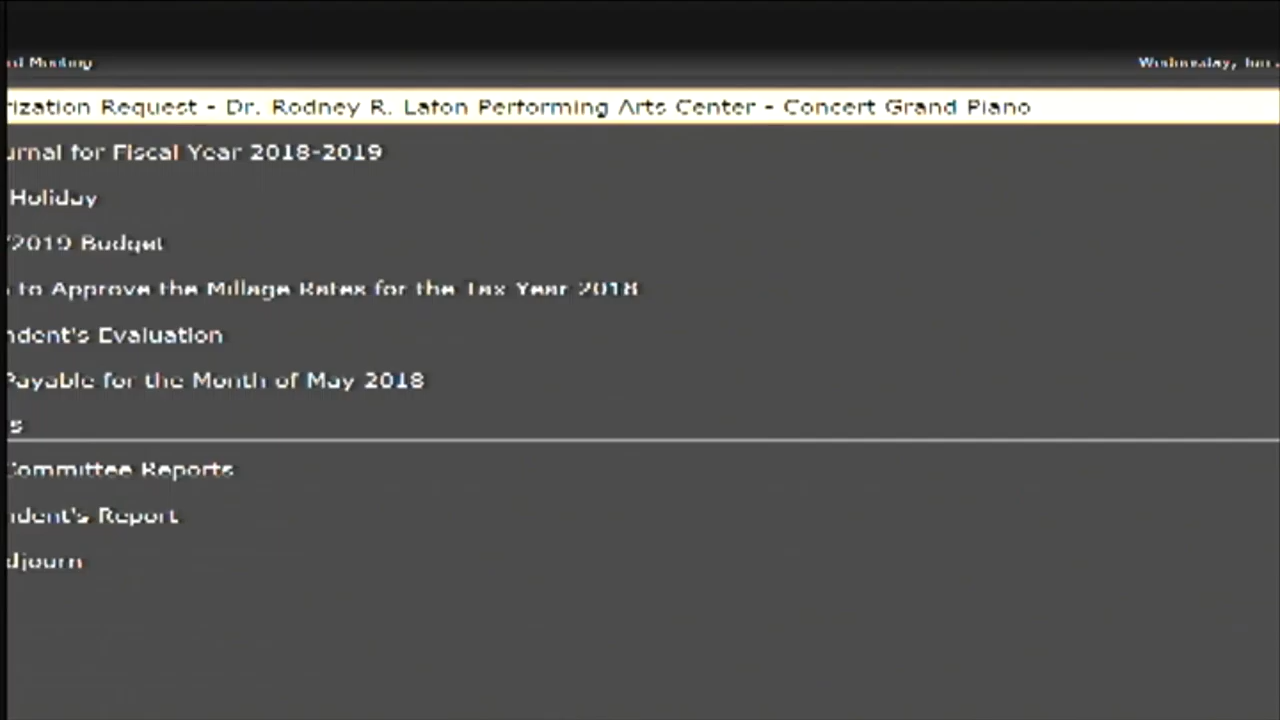 Meeting
Wednesday,
rization Request - Dr. Rodney R. Lafon Performing Arts Center - Concert Grand Piano
urnal for Fiscal Year 2018-2019
Holiday
/2019 Budget
to Approve the Millage Rates for the Tax Year 2018
ndent's Evaluation
Payable for the Month of May 2018
s
Committee Reports
ndent's Report
djourn